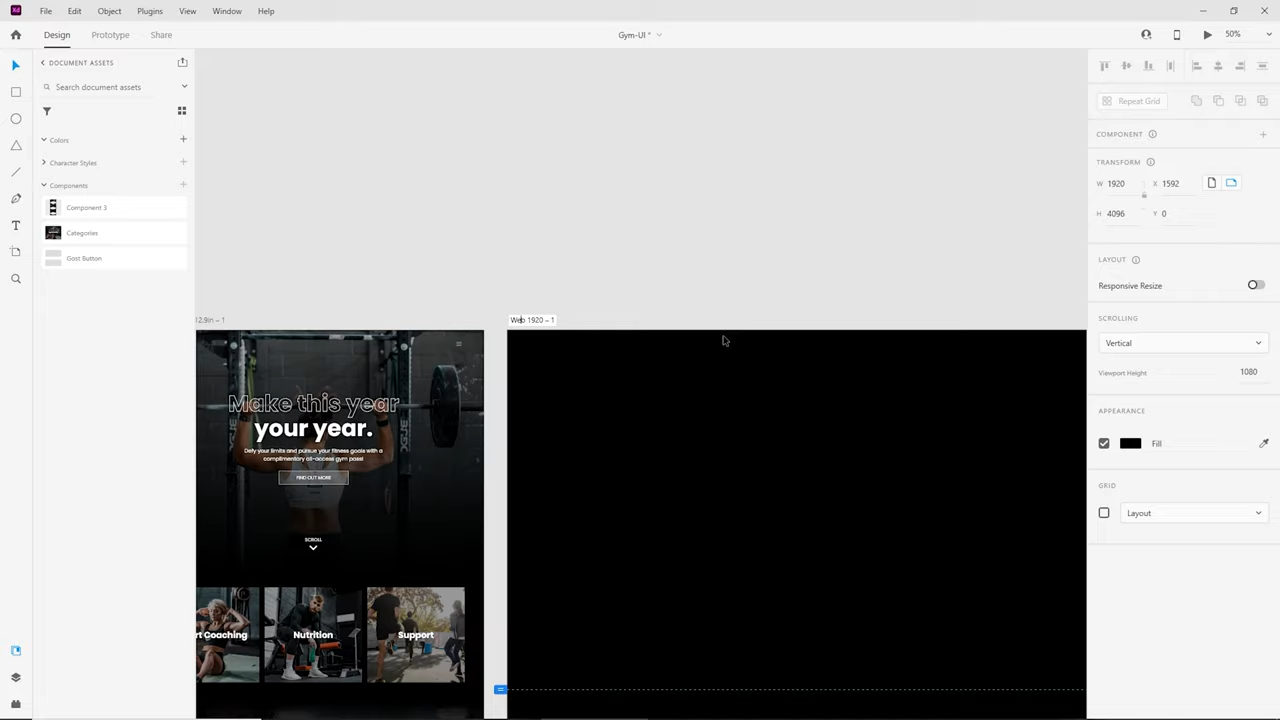 Xd File Edit Object Plugins View Window Help
Design Prototype Share Gym-UI * 50%
DOCUMENT ASSETS
Search document assets
Colors
Character Styles
Components
Component 3
Categories
Gost Button
12.9in – 1
Web 1920 – 1
Make this year
your year.
Defy your limits and pursue your fitness goals with a
complimentary all-access gym pass!
FIND OUT MORE
SCROLL
rt Coaching
Nutrition
Support
Repeat Grid
COMPONENT
TRANSFORM
W 1920 X 1592
H 4096 Y 0
LAYOUT
Responsive Resize
SCROLLING
Vertical
Viewport Height 1080
APPEARANCE
Fill
GRID
Layout